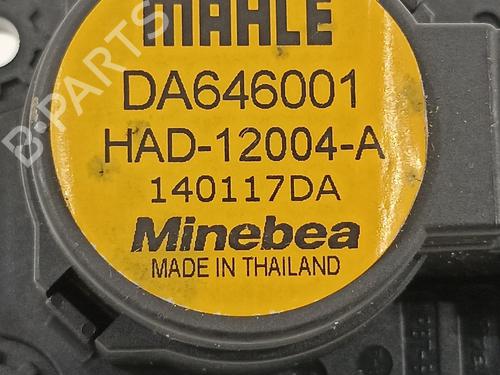 MAHLE
DA646001
HAD-12004-A
140117DA
Minebea
MADE IN THAILAND
B-PARTS